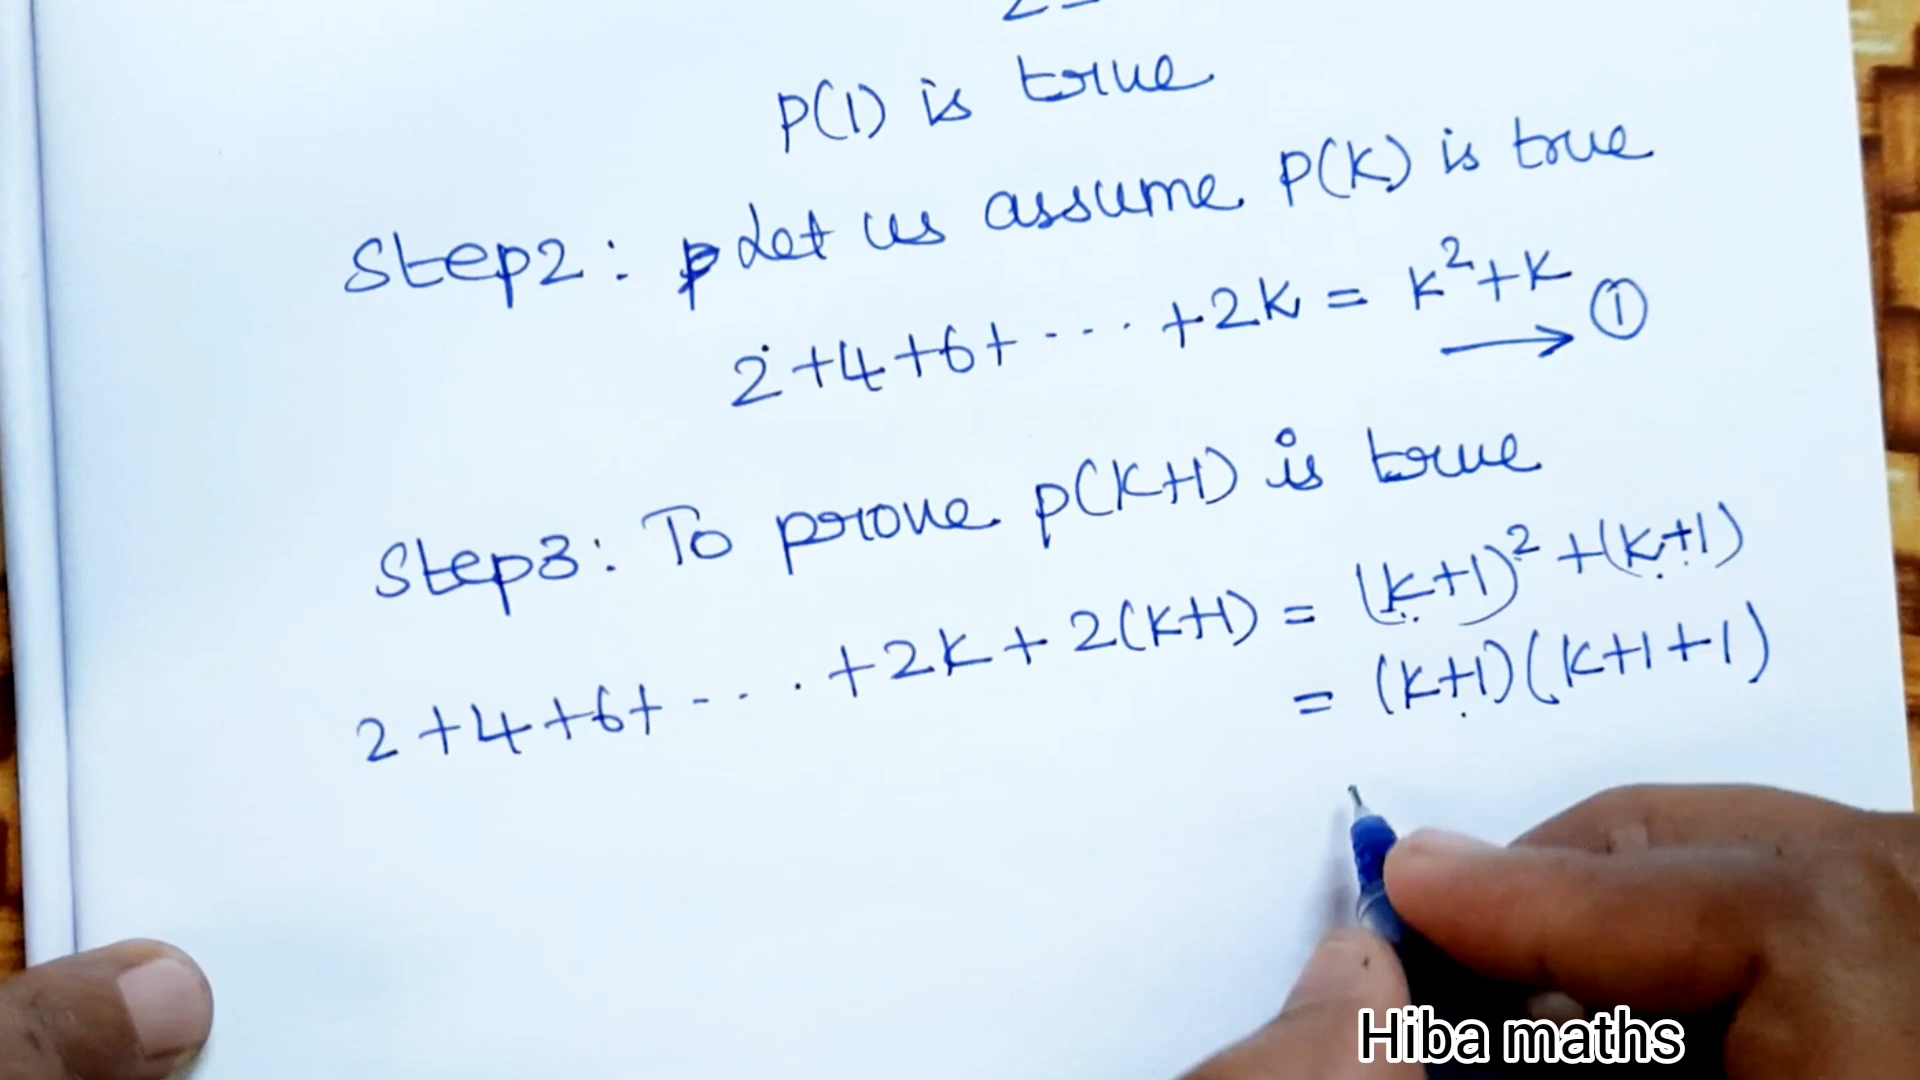 P(1) is true
Step2: Let us assume P(K) is true
2+4+6+ - - - +2K = K²+K
→ ①
Step3: To prove P(K+1) is true
2+4+6+ - - - . +2K + 2(K+1) = (K+1)² +(K+1)
= (K+1)(K+1+1)
Hiba maths